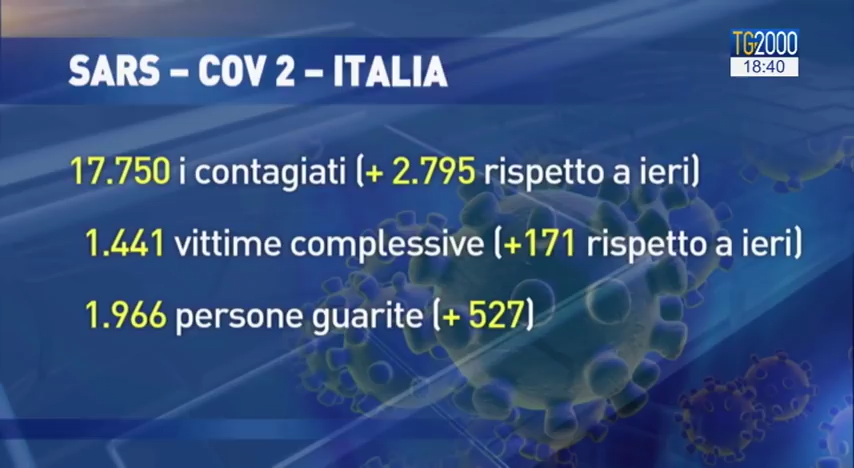 SARS – COV 2 – ITALIA
TG2000
18:40
17.750 i contagiati (+ 2.795 rispetto a ieri)
1.441 vittime complessive (+171 rispetto a ieri)
1.966 persone guarite (+ 527)